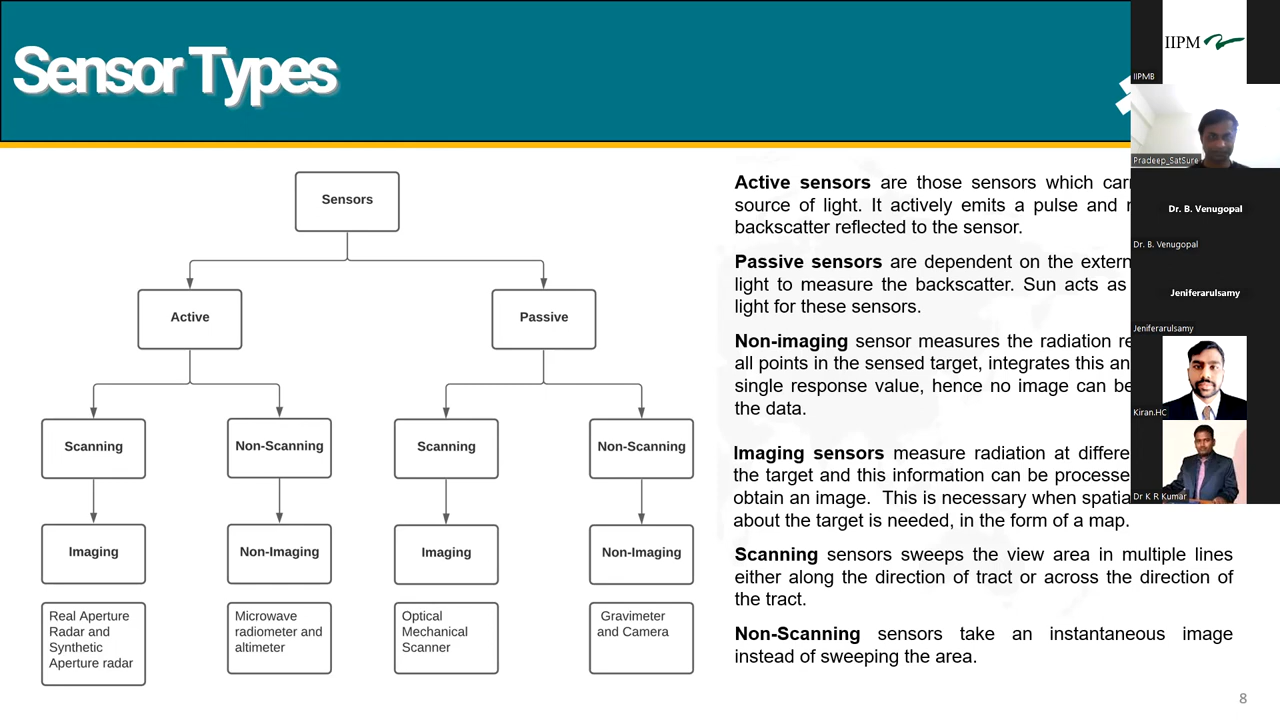 Sensor Types
Sensors
Active
Passive
Scanning
Non-Scanning
Scanning
Non-Scanning
Imaging
Non-Imaging
Imaging
Non-Imaging
Real Aperture
Radar and
Synthetic
Aperture radar
Microwave
radiometer and
altimeter
Optical
Mechanical
Scanner
Gravimeter
and Camera
Active sensors are those sensors which
source of light. It actively emits a pulse and
backscatter reflected to the sensor.
Passive sensors are dependent on the
light to measure the backscatter. Sun acts as
light for these sensors.
Non-imaging sensor measures the radiation
all points in the sensed target, integrates this
single response value, hence no image can be
the data.
Imaging sensors measure radiation at
the target and this information can be
obtain an image. This is necessary when
about the target is needed, in the form of a map.
Scanning sensors sweeps the view area in multiple lines
either along the direction of tract or across the direction of
the tract.
Non-Scanning sensors take an instantaneous image
instead of sweeping the area.
8
IIPM
IIPMB
Pradeep_SatSure
Dr. B. Venugopal
Dr. B. Venugopal
Jeniferarulsamy
Jeniferarulsamy
Kiran.HC
Dr K R Kumar